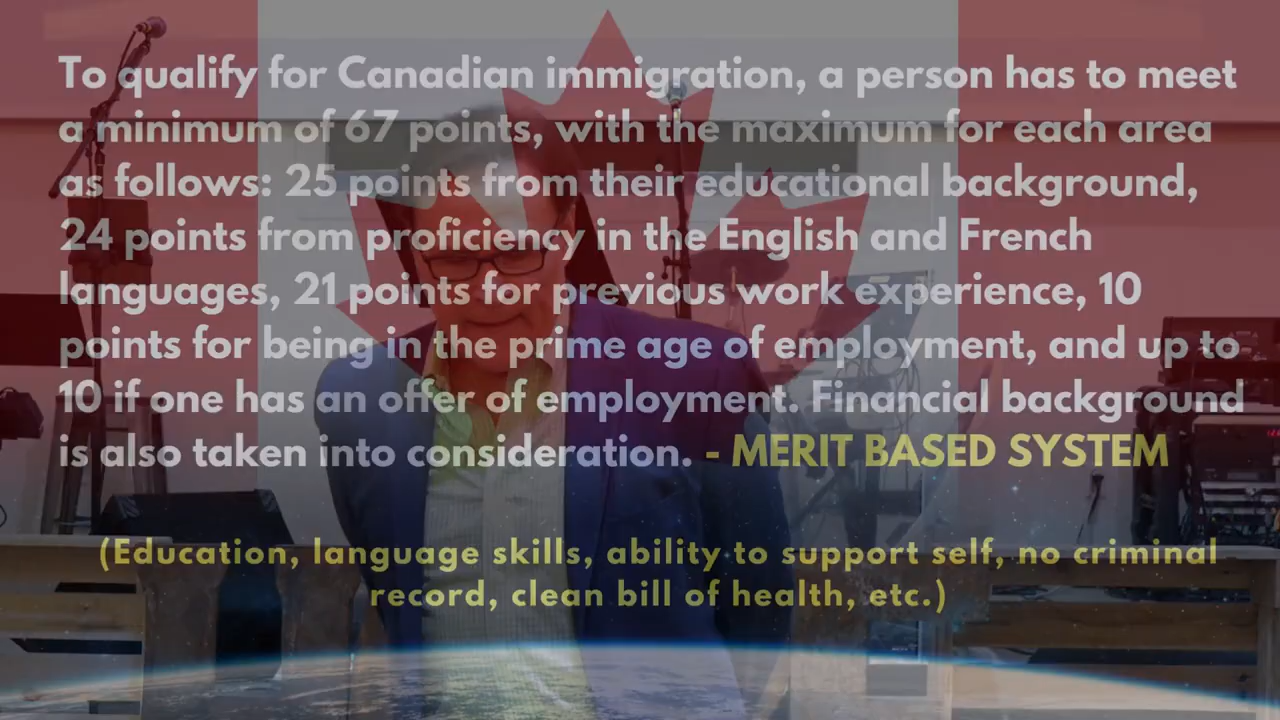 To qualify for Canadian immigration, a person has to meet
a minimum of 67 points, with the maximum for each area
as follows: 25 points from their educational background,
24 points from proficiency in the English and French
languages, 21 points for previous work experience, 10
points for being in the prime age of employment, and up to
10 if one has an offer of employment. Financial background
is also taken into consideration. - MERIT BASED SYSTEM
(Education, language skills, ability to support self, no criminal
record, clean bill of health, etc.)